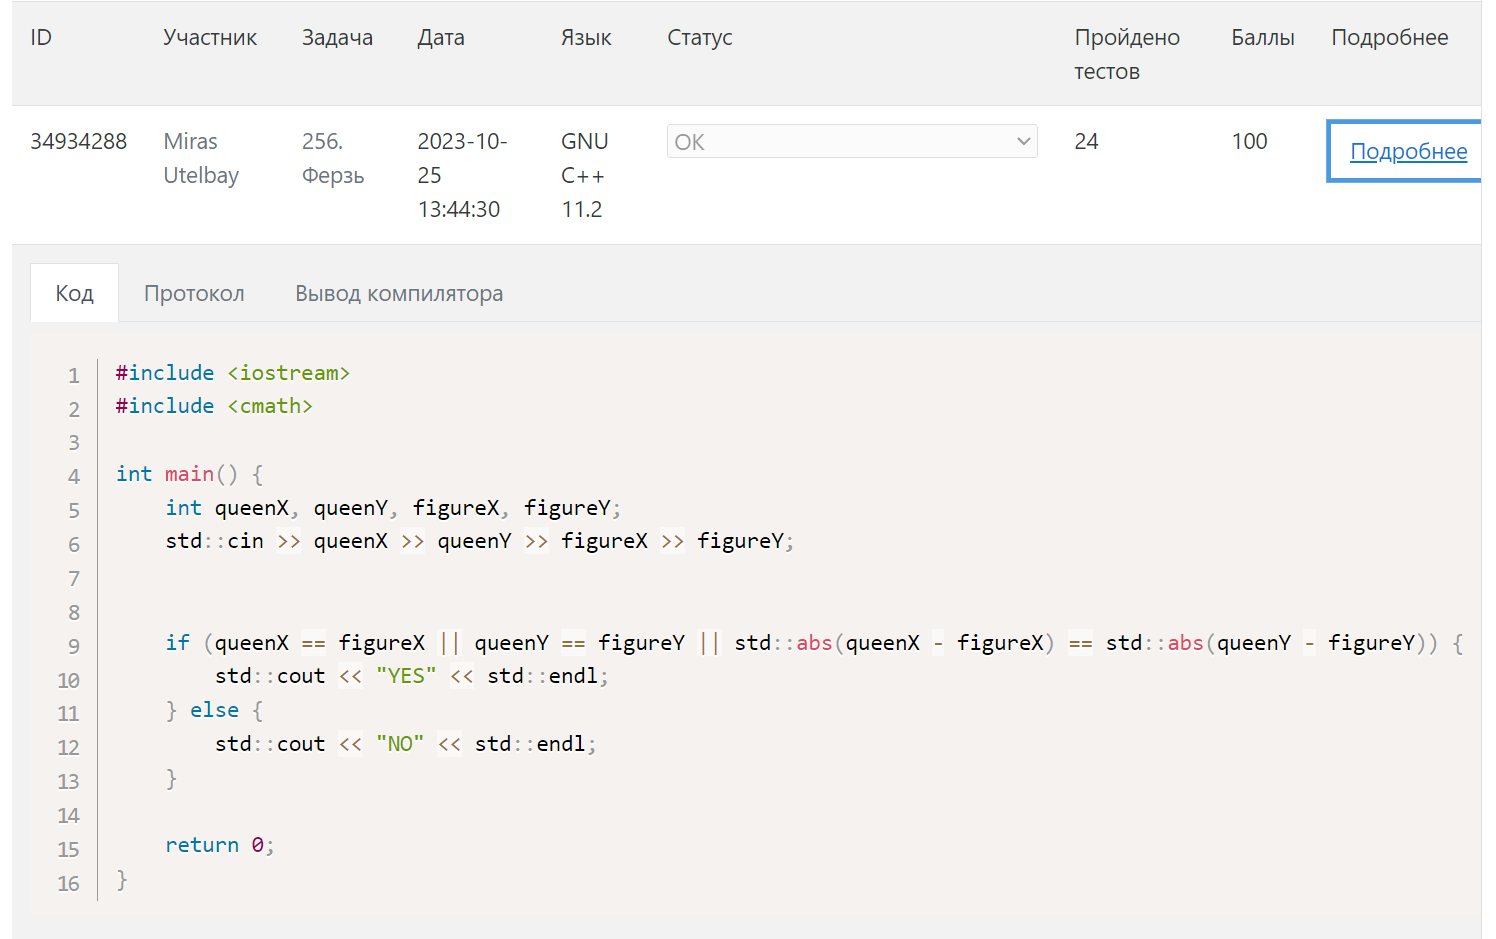 ID Участник Задача Дата Язык Статус Пройдено тестов Баллы Подробнее
34934288 Miras Utelbay 256. Ферзь 2023-10-25 13:44:30 GNU C++ 11.2 OK 24 100 Подробнее
Код Протокол Вывод компилятора
1 #include <iostream>
2 #include <cmath>
3
4 int main() {
5     int queenX, queenY, figureX, figureY;
6     std::cin >> queenX >> queenY >> figureX >> figureY;
7
8
9     if (queenX == figureX || queenY == figureY || std::abs(queenX - figureX) == std::abs(queenY - figureY)) {
10         std::cout << "YES" << std::endl;
11     } else {
12         std::cout << "NO" << std::endl;
13     }
14
15     return 0;
16 }